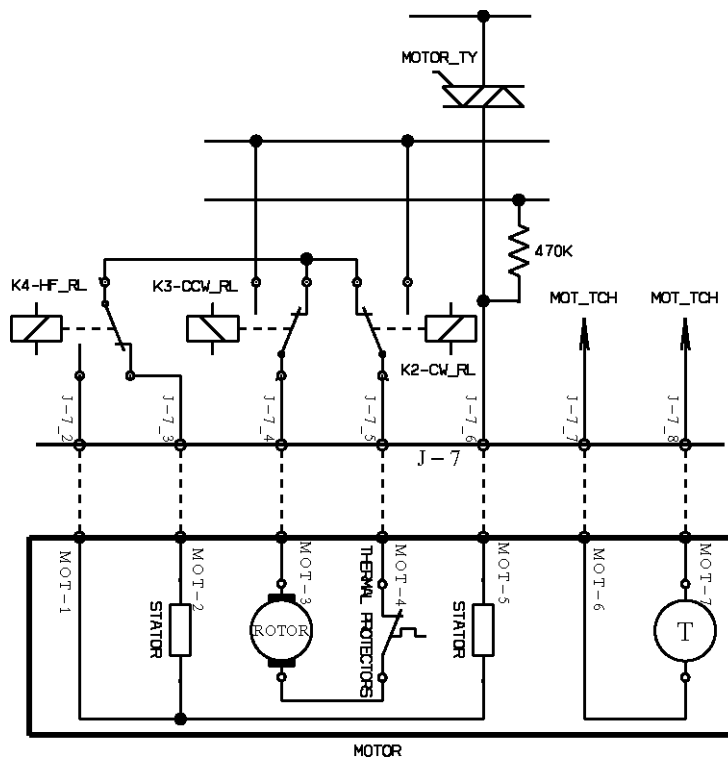 MOTOR_TY
470K
K4-HF_RL
K3-CCW_RL
MOT_TCH
MOT_TCH
K2-CW_RL
J-7_2
J-7_3
J-7_4
J-7_5
J-7_6
J-7_7
J-7_8
J-7
MOT-1
MOT-2
MOT-3
MOT-4
MOT-5
MOT-6
MOT-7
STATOR
ROTOR
THERMAL PROTECTORS
STATOR
T
MOTOR